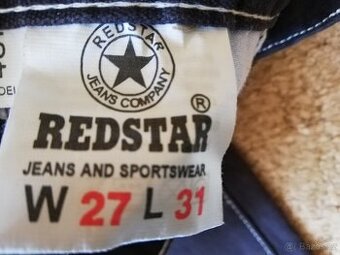 REDSTAR
JEANS COMPANY
REDSTAR®
JEANS AND SPORTSWEAR
W 27 L 31